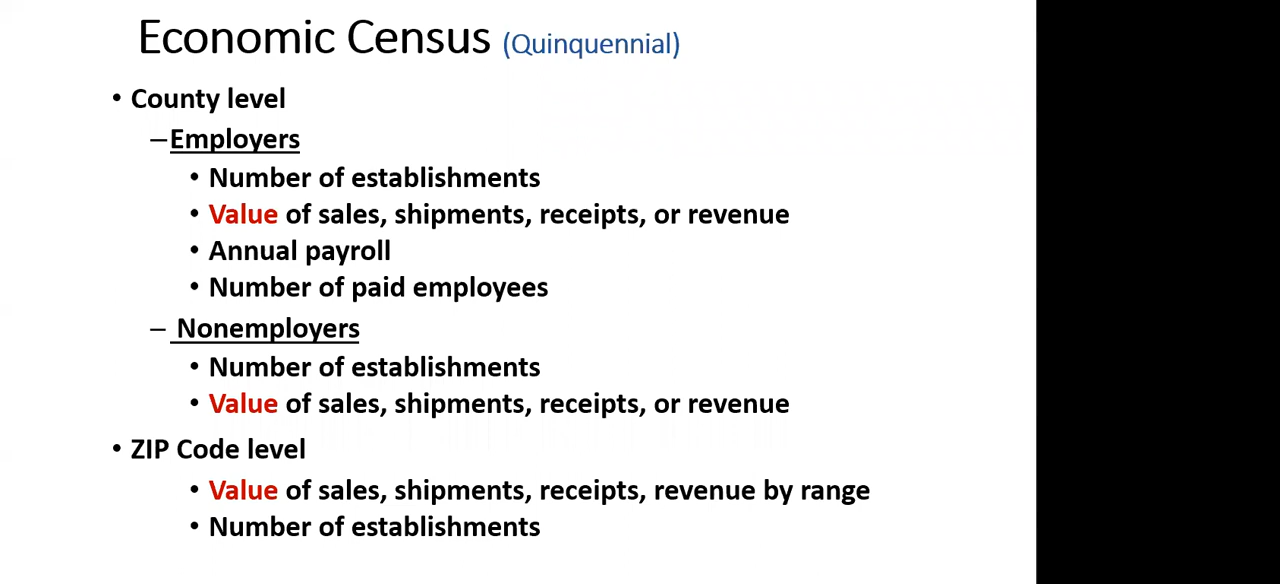 Economic Census (Quinquennial)
• County level
–Employers
• Number of establishments
• Value of sales, shipments, receipts, or revenue
• Annual payroll
• Number of paid employees
– Nonemployers
• Number of establishments
• Value of sales, shipments, receipts, or revenue
• ZIP Code level
• Value of sales, shipments, receipts, revenue by range
• Number of establishments